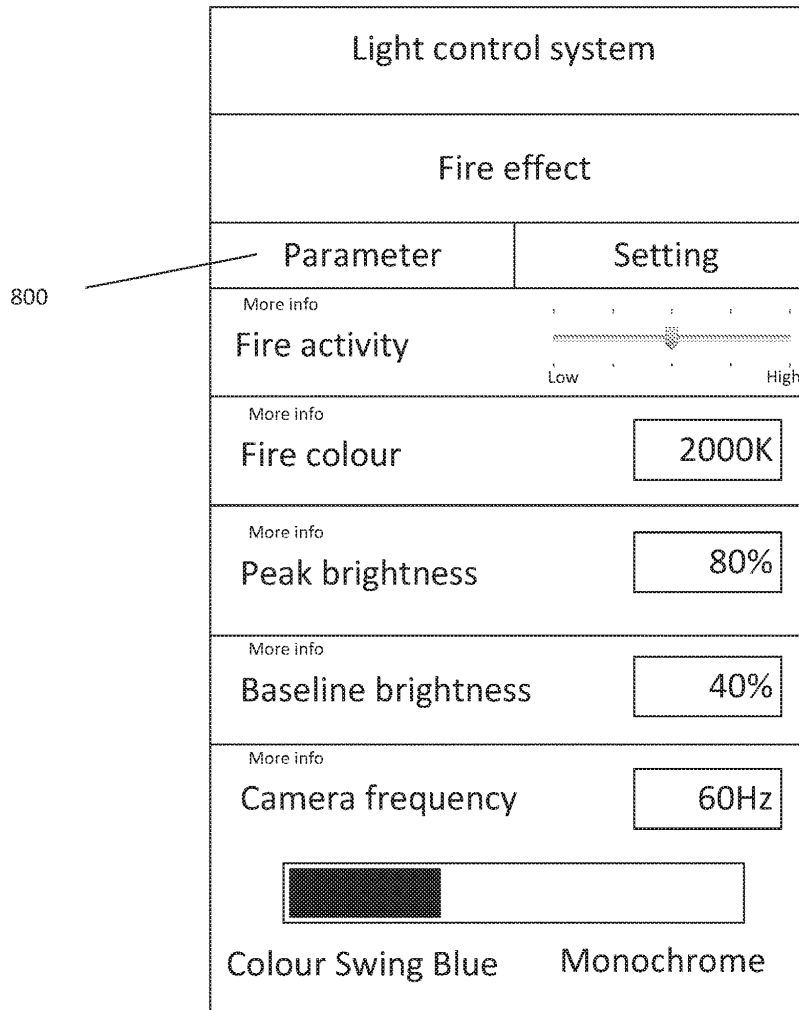 Light control system
Fire effect
Parameter Setting
800
More info
Fire activity
Low High
More info
Fire colour 2000K
More info
Peak brightness 80%
More info
Baseline brightness 40%
More info
Camera frequency 60Hz
Colour Swing Blue Monochrome